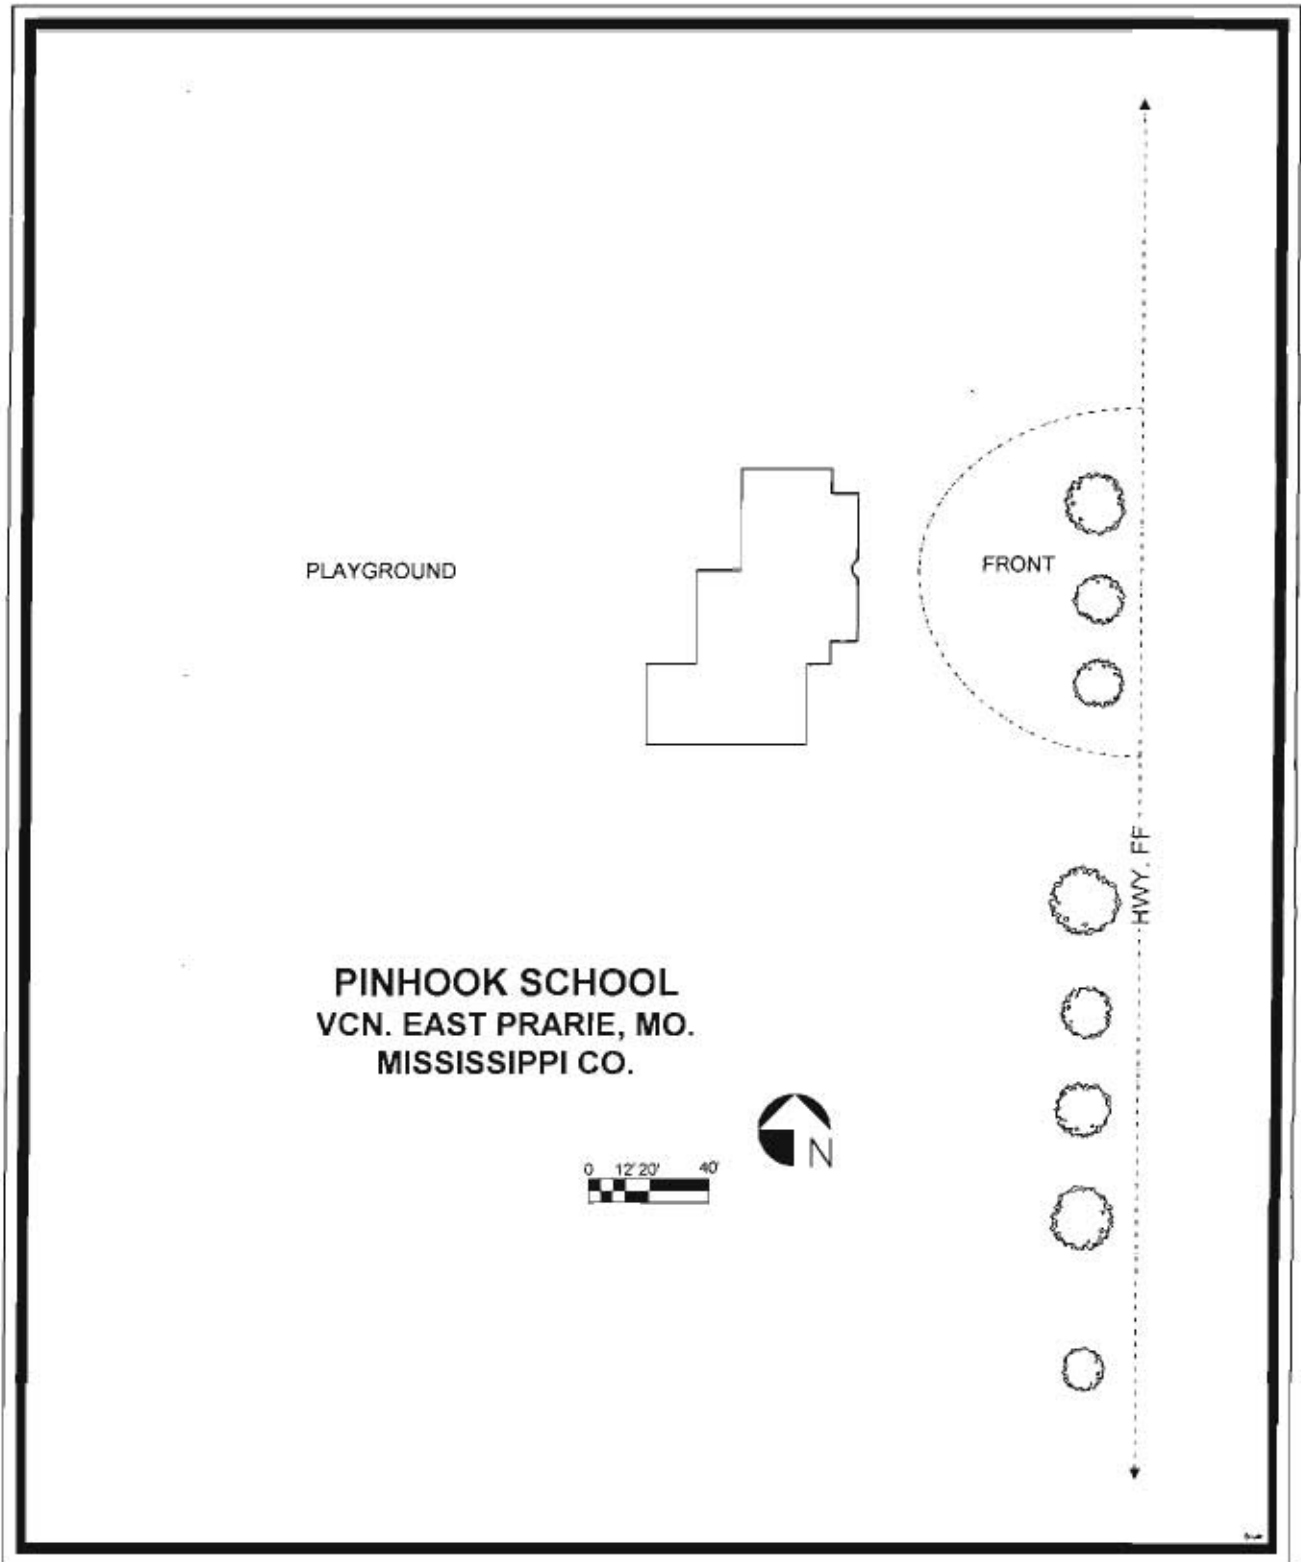 PLAYGROUND
FRONT
HWY. FF
PINHOOK SCHOOL
VCN. EAST PRARIE, MO.
MISSISSIPPI CO.
N
0 12' 20' 40'